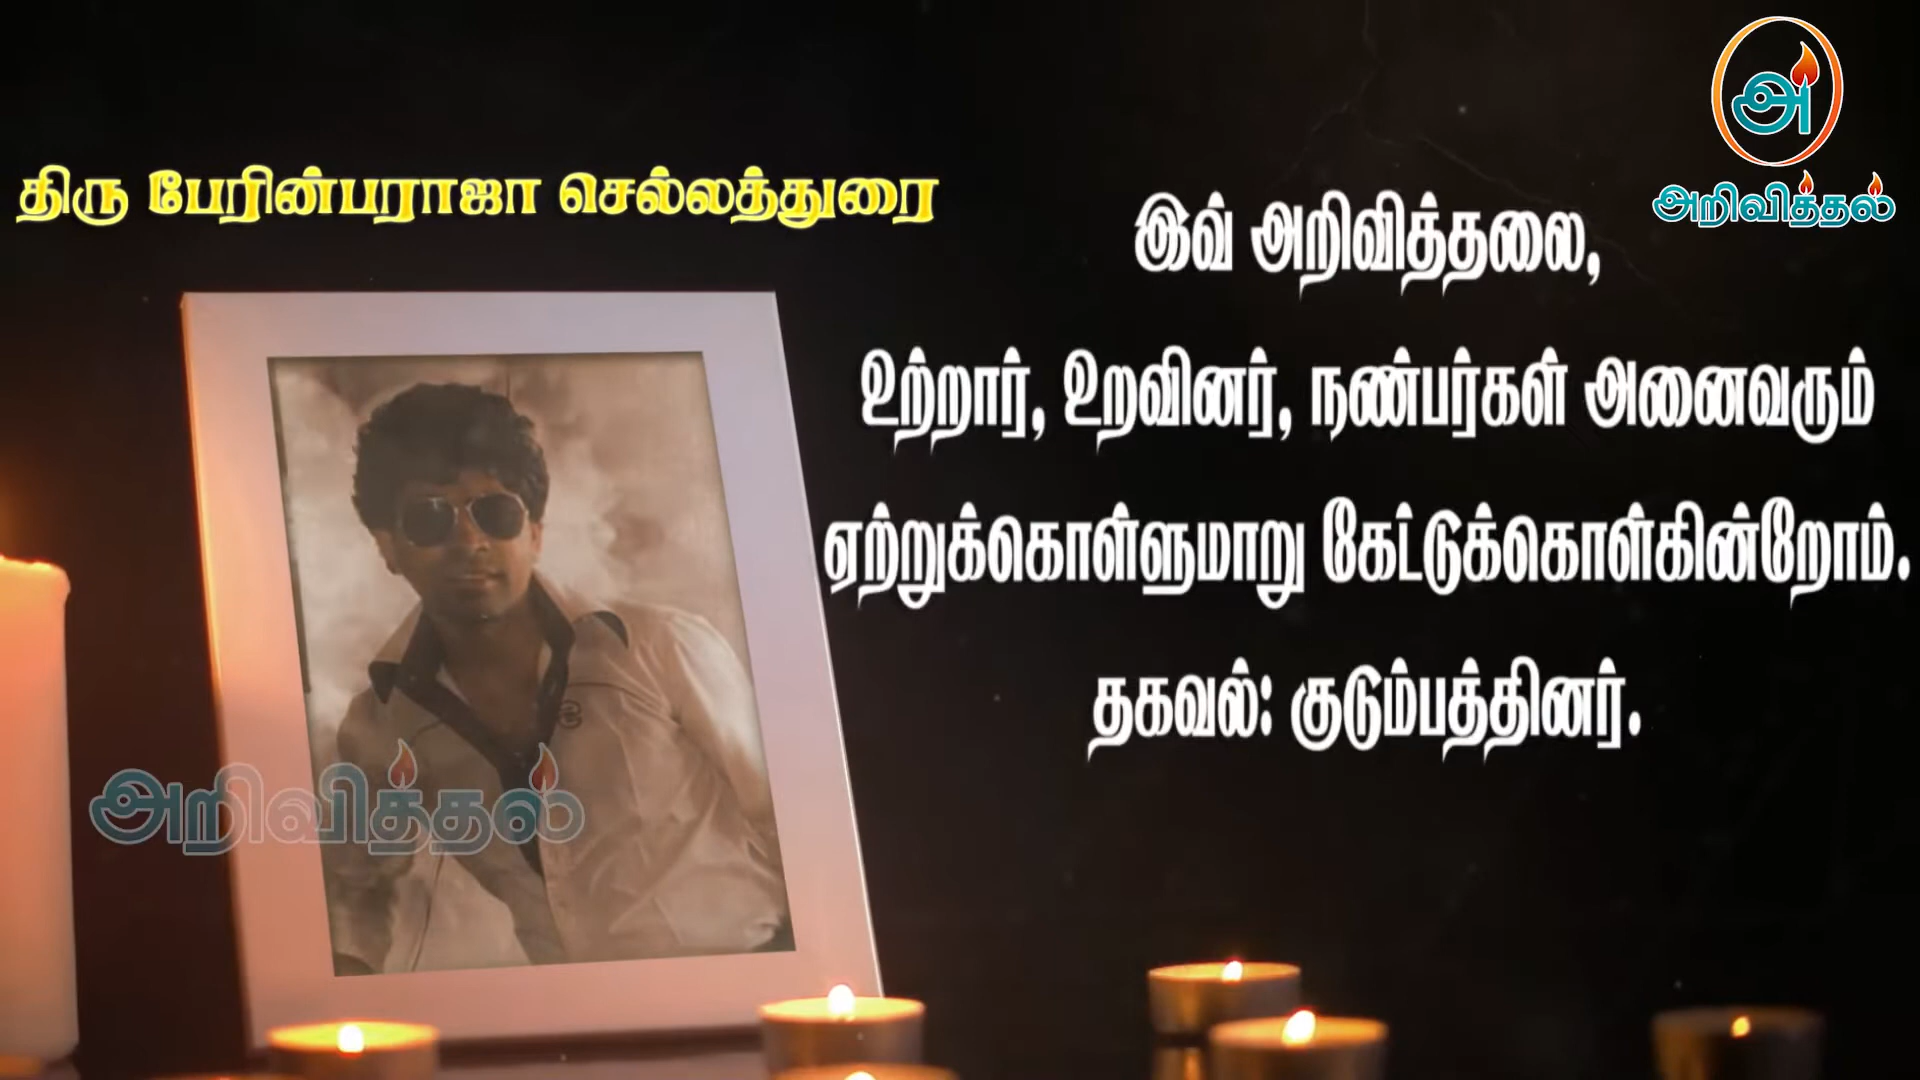 அ
அறிவித்தல்
திரு பேரின்பராஜா செல்லத்துரை
இவ் அறிவித்தலை,
உற்றார், உறவினர், நண்பர்கள் அனைவரும்
ஏற்றுக்கொள்ளுமாறு கேட்டுக்கொள்கின்றோம்.
தகவல்: குடும்பத்தினர்.
அறிவித்தல்